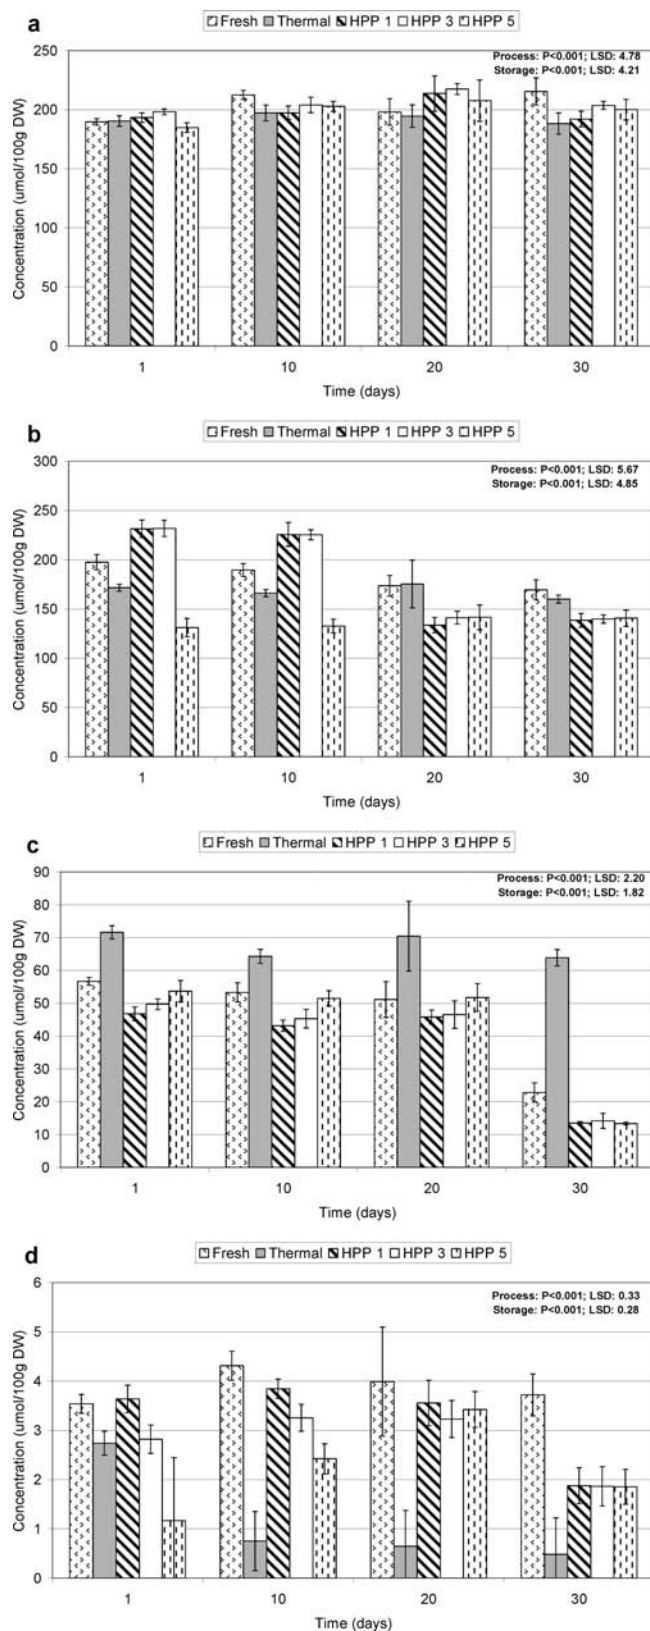 a
Fresh Thermal HPP 1 HPP 3 HPP 5
Process: P<0.001; LSD: 4.78
Storage: P<0.001; LSD: 4.21
Concentration (umol/100g DW)
250
200
150
100
50
0
1 10 20 30
Time (days)
b
Fresh Thermal HPP 1 HPP 3 HPP 5
Process: P<0.001; LSD: 5.67
Storage: P<0.001; LSD: 4.85
Concentration (umol/100g DW)
300
250
200
150
100
50
0
1 10 20 30
Time (days)
c
Fresh Thermal HPP 1 HPP 3 HPP 5
Process: P<0.001; LSD: 2.20
Storage: P<0.001; LSD: 1.82
Concentration (umol/100g DW)
90
80
70
60
50
40
30
20
10
0
1 10 20 30
Time (days)
d
Fresh Thermal HPP 1 HPP 3 HPP 5
Process: P<0.001; LSD: 0.33
Storage: P<0.001; LSD: 0.28
Concentration (umol/100g DW)
6
5
4
3
2
1
0
1 10 20 30
Time (days)